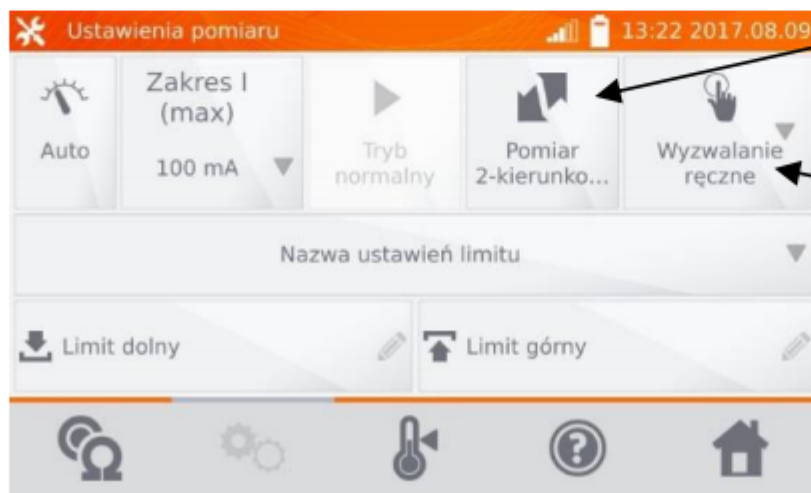 Ustawienia pomiaru
13:22 2017.08.09
Auto
Zakres I
(max)
100 mA
Tryb
normalny
Pomiar
2-kierunko...
Wyzwalanie
ręczne
Nazwa ustawień limitu
Limit dolny
Limit górny